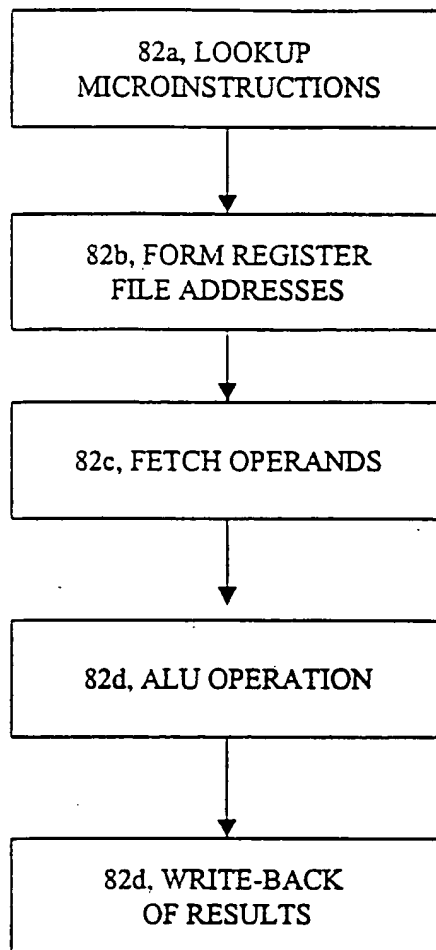 82a, LOOKUP
MICROINSTRUCTIONS
82b, FORM REGISTER
FILE ADDRESSES
82c, FETCH OPERANDS
82d, ALU OPERATION
82d, WRITE-BACK
OF RESULTS